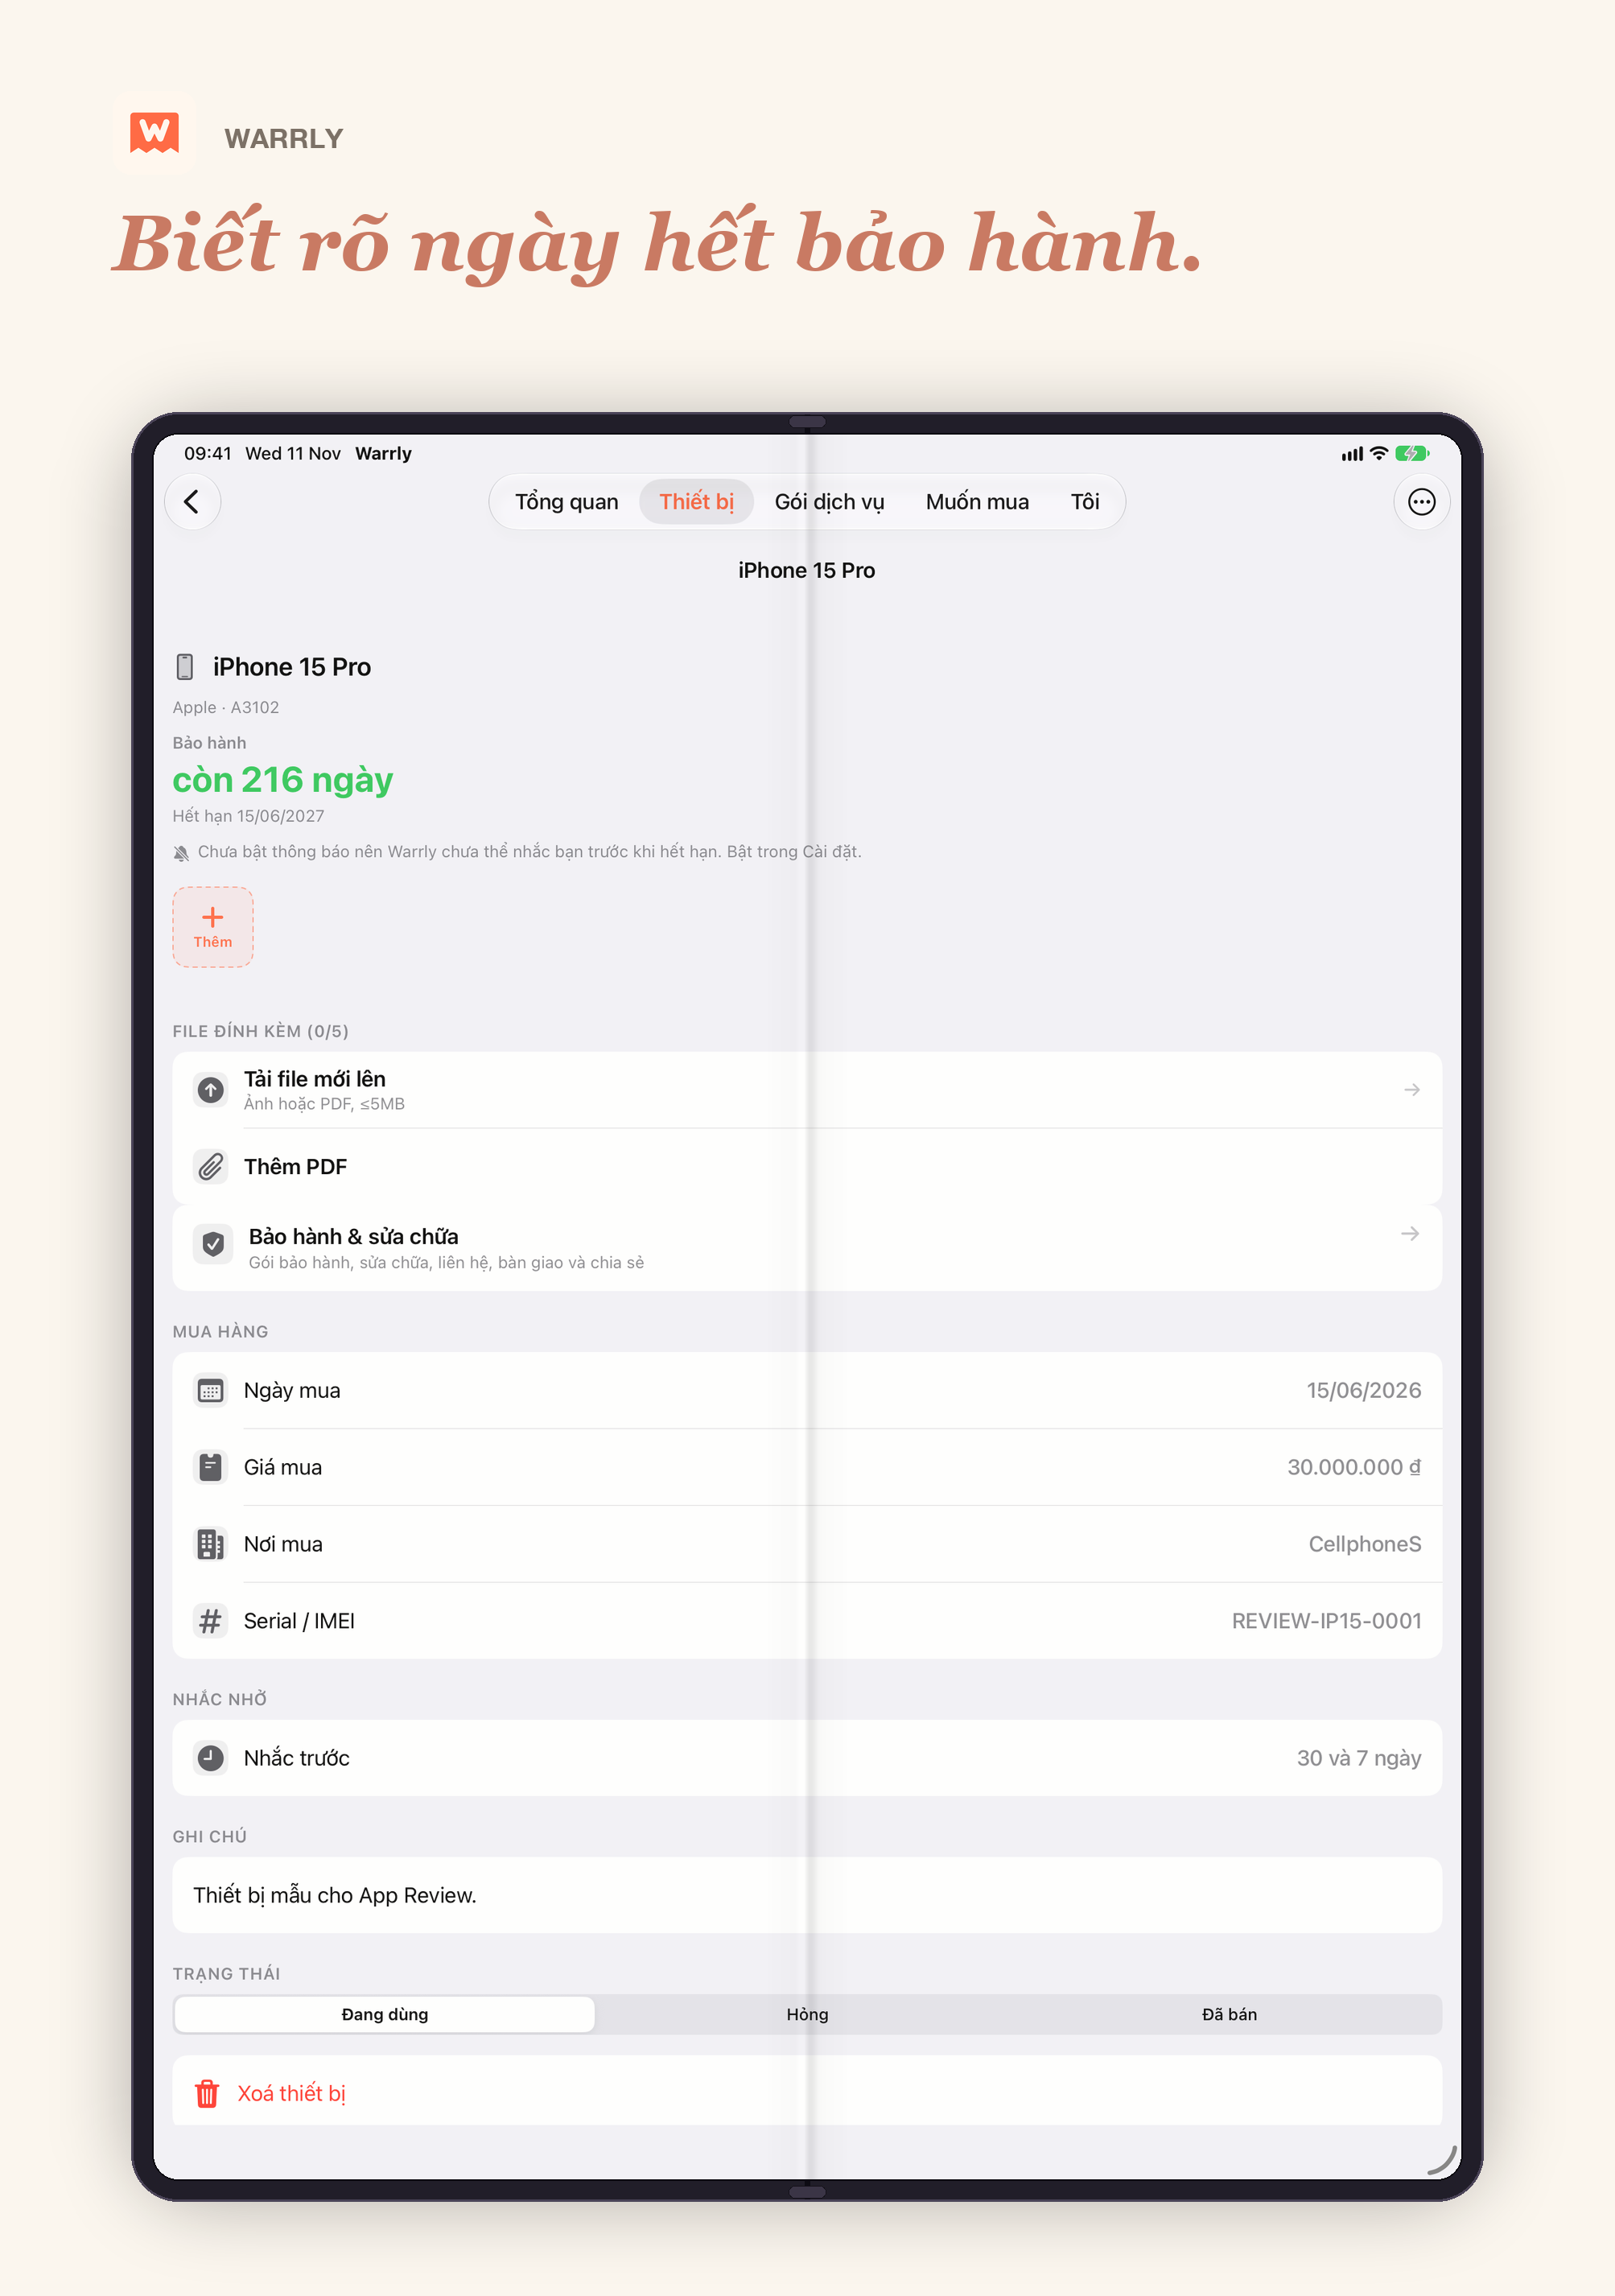 WARRLY
Biết rõ ngày hết bảo hành.
09:41 Wed 11 Nov Warrly
Tổng quan Thiết bị Gói dịch vụ Muốn mua Tôi
iPhone 15 Pro
iPhone 15 Pro
Apple · A3102
Bảo hành
còn 216 ngày
Hết hạn 15/06/2027
Chưa bật thông báo nên Warrly chưa thể nhắc bạn trước khi hết hạn. Bật trong Cài đặt.
Thêm
FILE ĐÍNH KÈM (0/5)
Tải file mới lên
Ảnh hoặc PDF, ≤5MB
Thêm PDF
Bảo hành & sửa chữa
Gói bảo hành, sửa chữa, liên hệ, bàn giao và chia sẻ
MUA HÀNG
Ngày mua 15/06/2026
Giá mua 30.000.000 ₫
Nơi mua CellphoneS
Serial / IMEI REVIEW-IP15-0001
NHẮC NHỞ
Nhắc trước 30 và 7 ngày
GHI CHÚ
Thiết bị mẫu cho App Review.
TRẠNG THÁI
Đang dùng Hỏng Đã bán
Xoá thiết bị